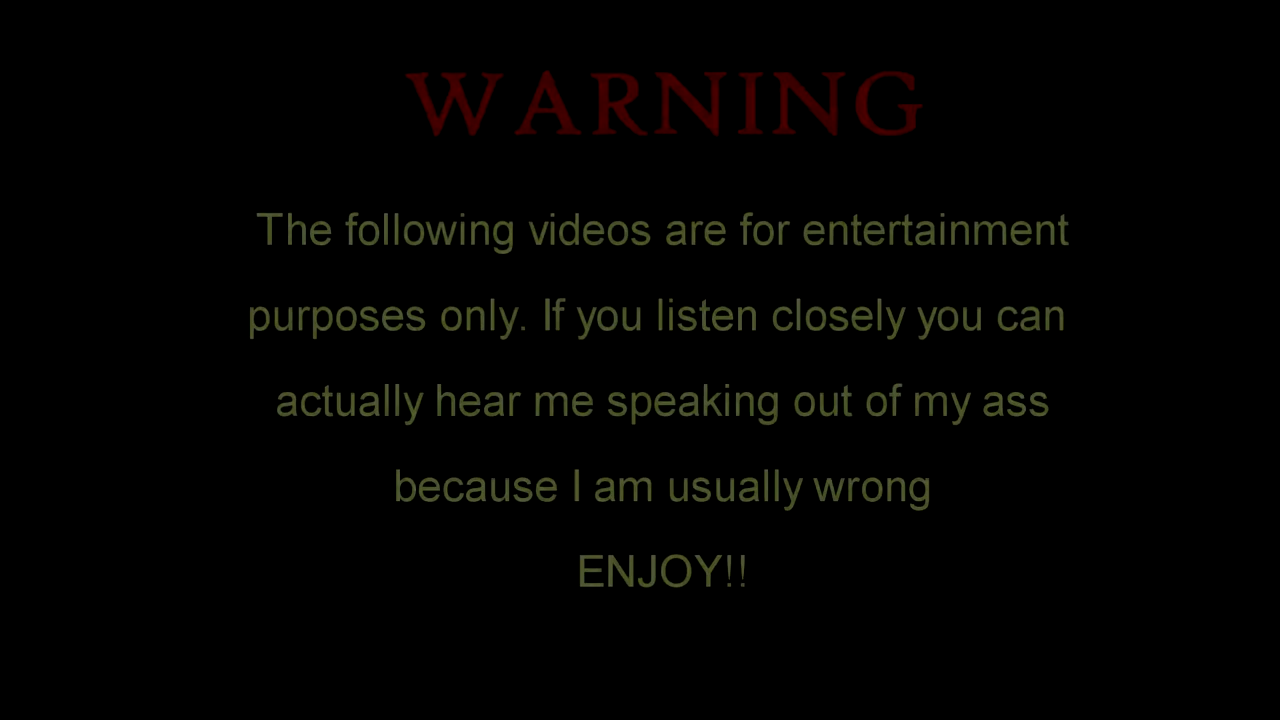 WARNING
The following videos are for entertainment
purposes only. If you listen closely you can
actually hear me speaking out of my ass
because I am usually wrong
ENJOY!!